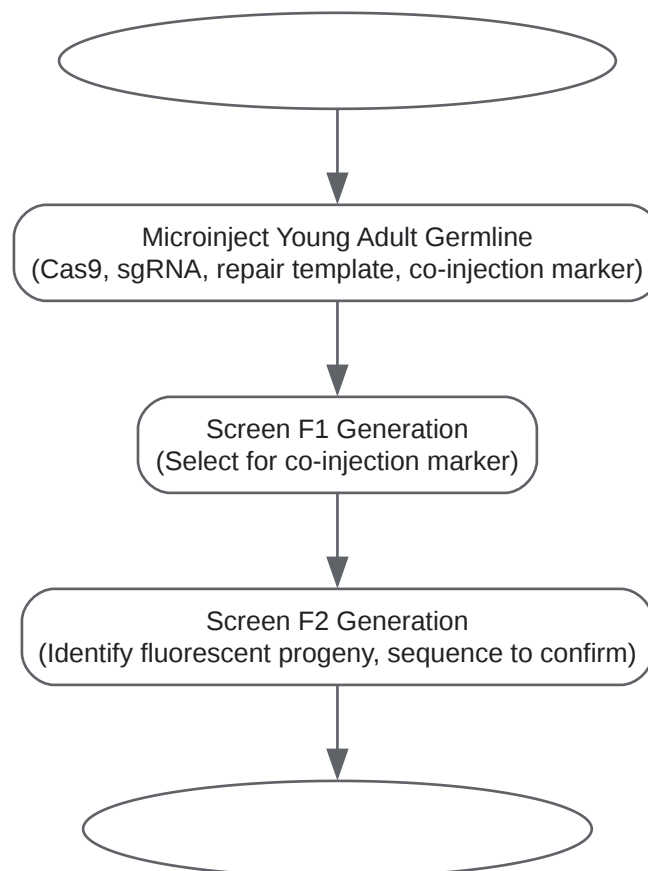 Microinject Young Adult Germline
(Cas9, sgRNA, repair template, co-injection marker)
Screen F1 Generation
(Select for co-injection marker)
Screen F2 Generation
(Identify fluorescent progeny, sequence to confirm)